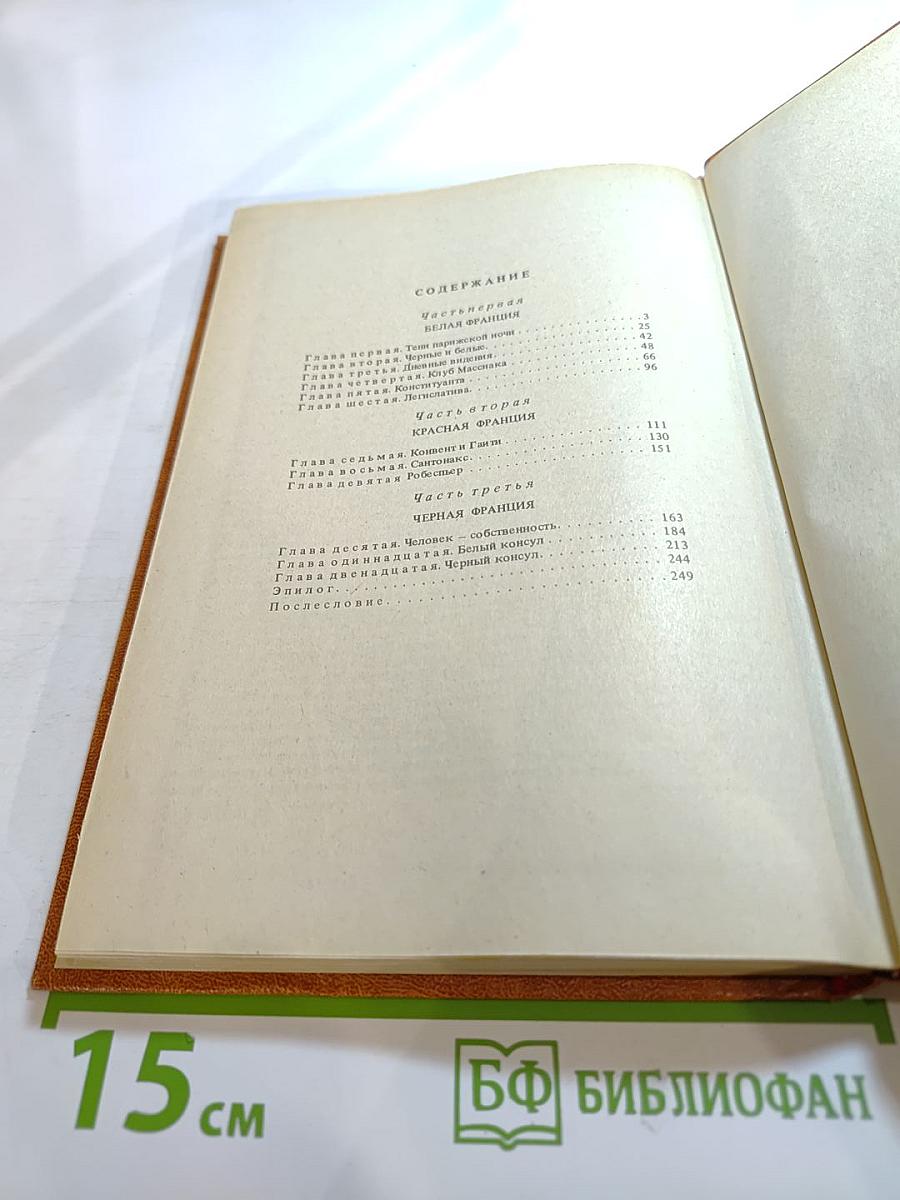 СОДЕРЖАНИЕ
Часть первая
БЕЛАЯ ФРАНЦИЯ
Глава первая. Тени парижской ночи . . . . . . . . . . . 3
Глава вторая. Черные и белые. . . . . . . . . . . . . 25
Глава третья. Дневные видения. . . . . . . . . . . . . 42
Глава четвертая. Клуб Массиака . . . . . . . . . . . . 48
Глава пятая. Конституанта . . . . . . . . . . . . . 66
Глава шестая. Легислатива. . . . . . . . . . . . . 96
Часть вторая
КРАСНАЯ ФРАНЦИЯ
Глава седьмая. Конвент и Гаити . . . . . . . . . . . . 111
Глава восьмая. Сантонакс. . . . . . . . . . . . . 130
Глава девятая Робеспьер . . . . . . . . . . . . . 151
Часть третья
ЧЕРНАЯ ФРАНЦИЯ
Глава десятая. Человек — собственность. . . . . . . . . 163
Глава одиннадцатая. Белый консул . . . . . . . . . . 184
Глава двенадцатая. Черный консул. . . . . . . . . . . 213
Эпилог. . . . . . . . . . . . . . . . . . . . 244
Послесловие. . . . . . . . . . . . . . . . . . 249
15 см
БФ БИБЛИОФАН